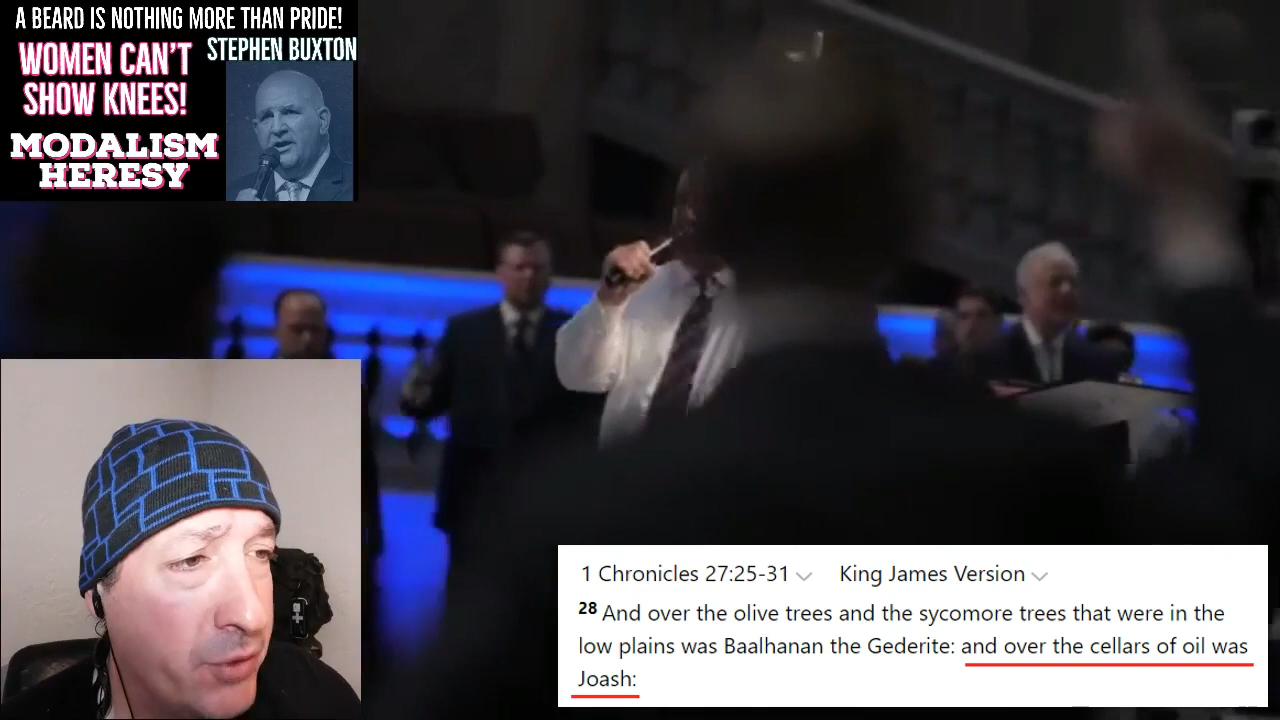 A BEARD IS NOTHING MORE THAN PRIDE!
WOMEN CAN'T
SHOW KNEES!
STEPHEN BUXTON
MODALISM
HERESY
1 Chronicles 27:25-31 King James Version
28 And over the olive trees and the sycomore trees that were in the
low plains was Baalhanan the Gederite: and over the cellars of oil was
Joash: